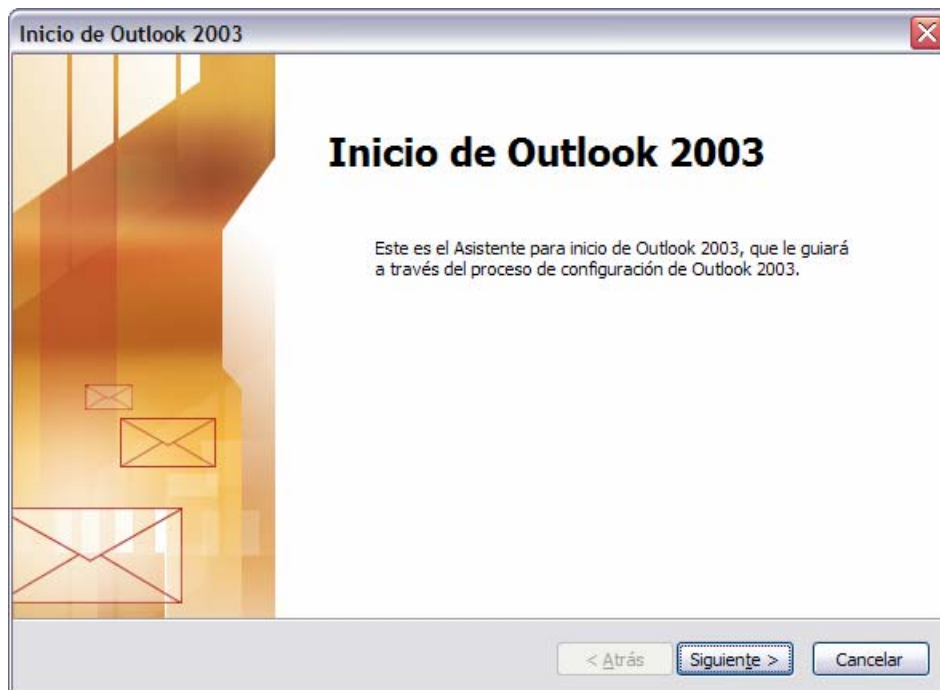 Inicio de Outlook 2003
Inicio de Outlook 2003
Este es el Asistente para inicio de Outlook 2003, que le guiará
a través del proceso de configuración de Outlook 2003.
< Atrás Siguiente > Cancelar